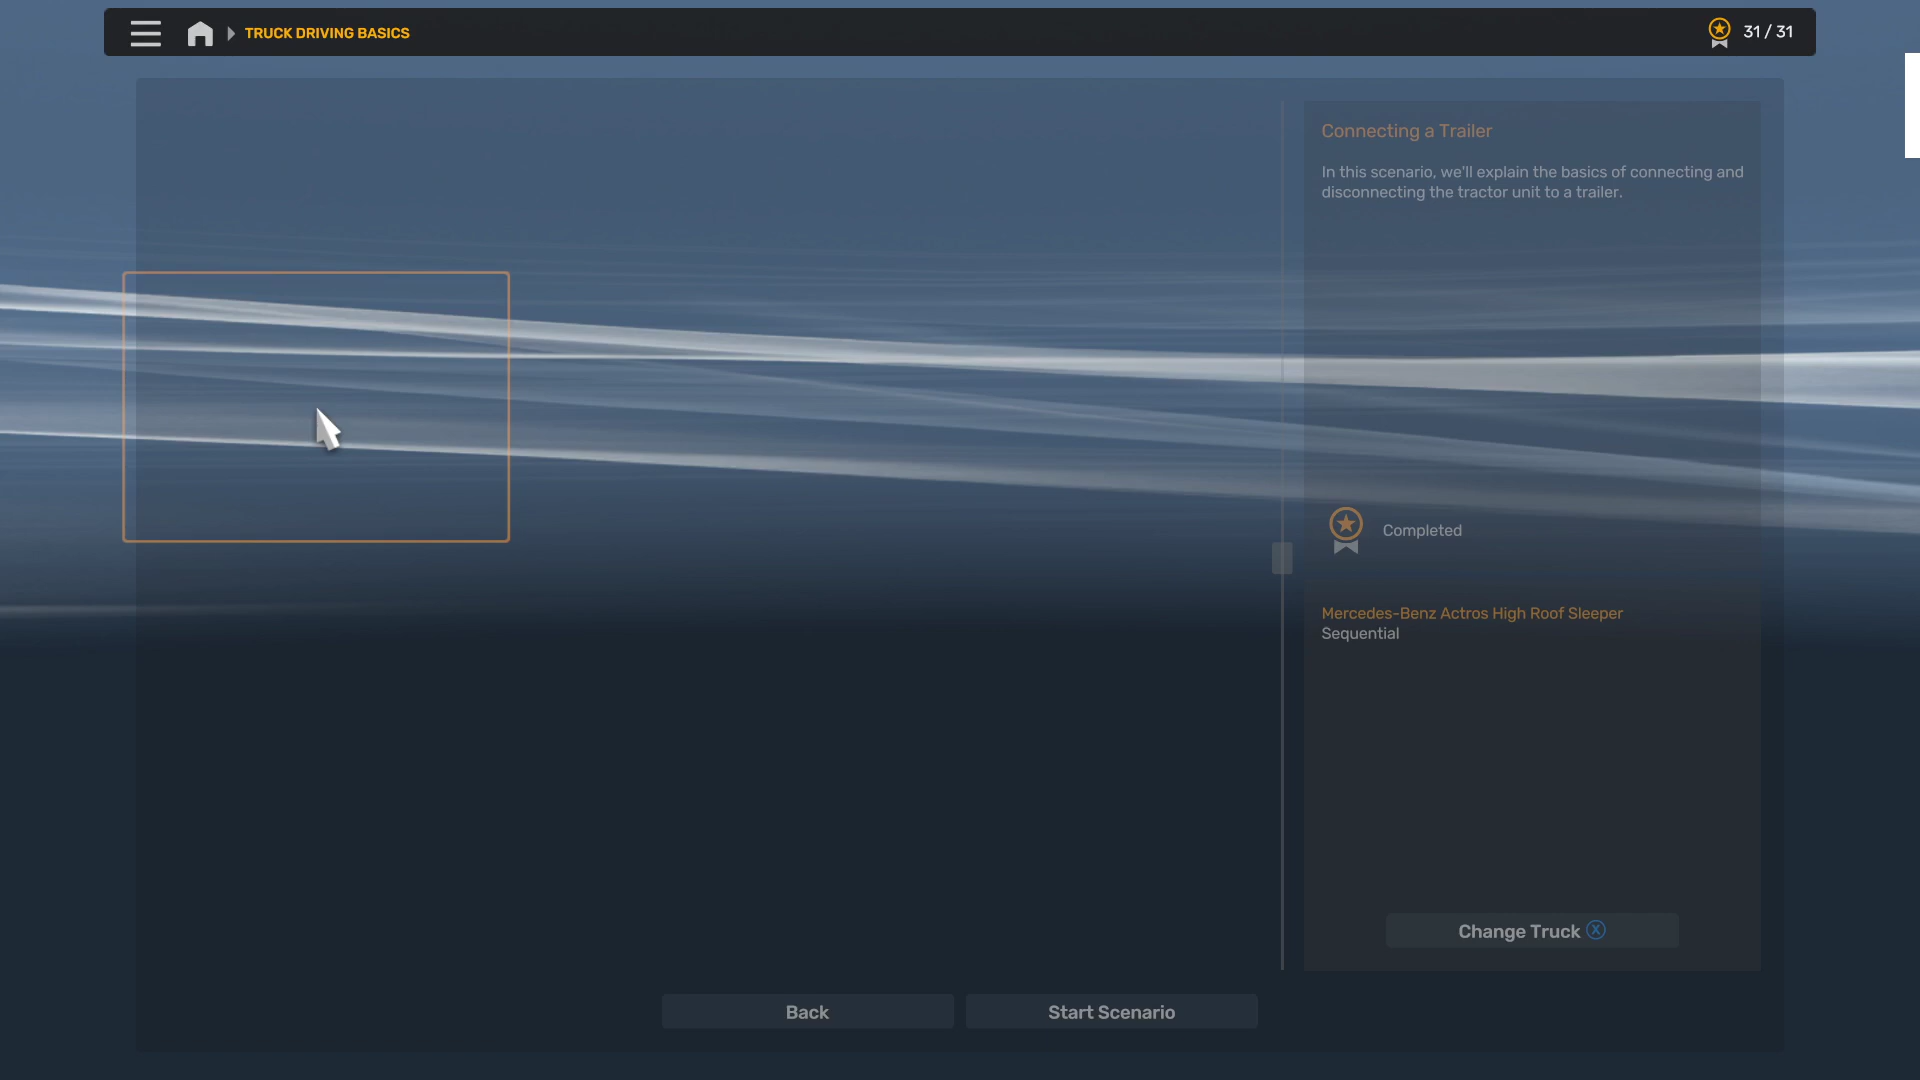 TRUCK DRIVING BASICS
31 / 31
Connecting a Trailer
In this scenario, we'll explain the basics of connecting and
disconnecting the tractor unit to a trailer.
Completed
Mercedes-Benz Actros High Roof Sleeper
Sequential
Change Truck X
Back
Start Scenario